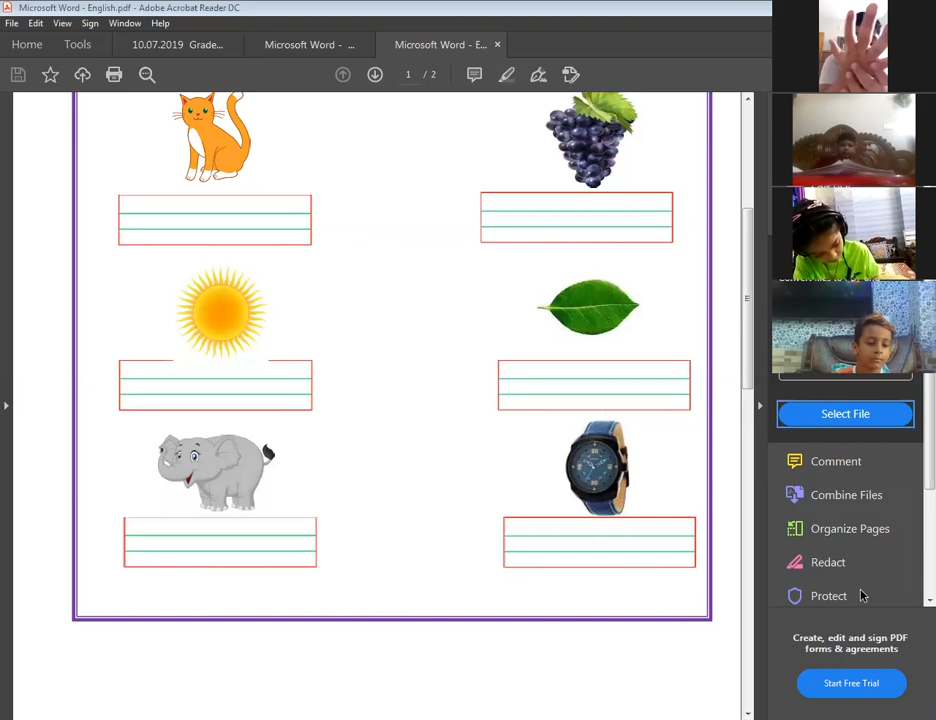 Microsoft Word - English.pdf - Adobe Acrobat Reader DC
File Edit View Sign Window Help
Home Tools 10.07.2019 Grade... Microsoft Word - ... Microsoft Word - E... ×
1 / 2
Select File
Comment
Combine Files
Organize Pages
Redact
Protect
Create, edit and sign PDF
forms & agreements
Start Free Trial